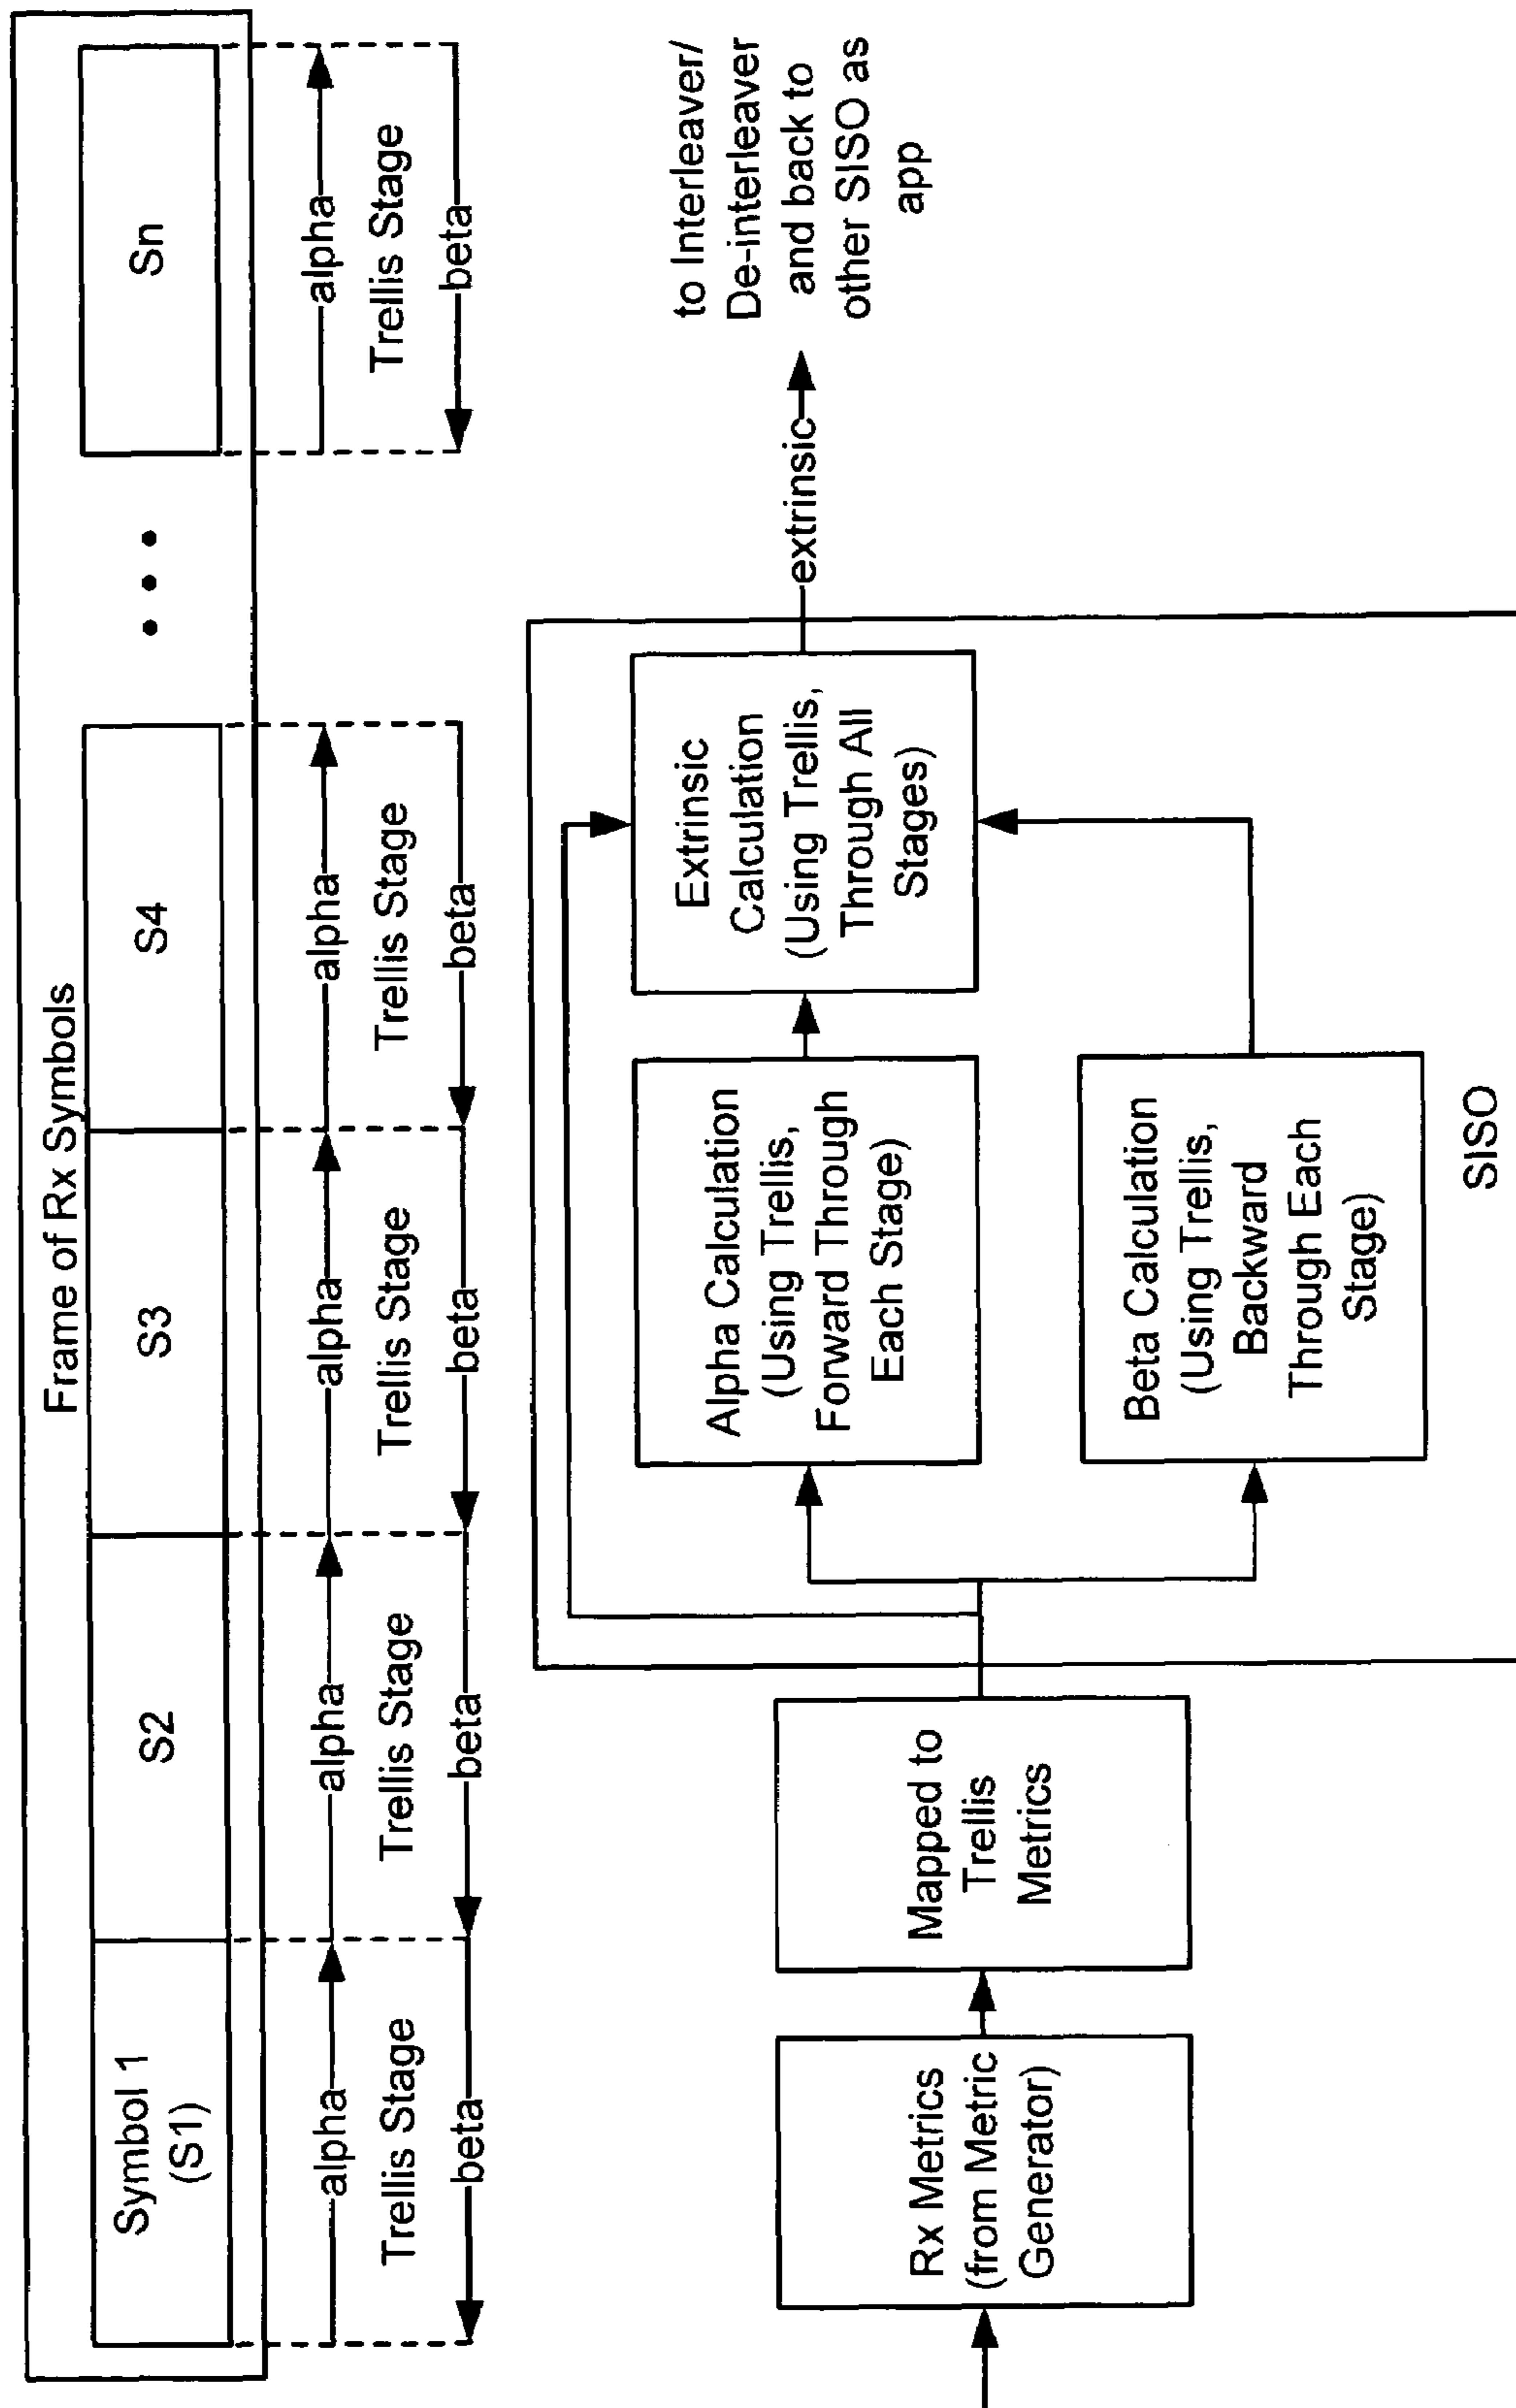 Frame of Rx Symbols
Symbol 1
(S1)
S2
S3
S4
Sn
alpha
alpha
alpha
alpha
alpha
Trellis Stage
Trellis Stage
Trellis Stage
Trellis Stage
Trellis Stage
beta
beta
beta
beta
beta
Rx Metrics
(from Metric
Generator)
Mapped to
Trellis
Metrics
Alpha Calculation
(Using Trellis,
Forward Through
Each Stage)
Beta Calculation
(Using Trellis,
Backward
Through Each
Stage)
Extrinsic
Calculation
(Using Trellis,
Through All
Stages)
SISO
extrinsic
to Interleaver/
De-interleaver
and back to
other SISO as
app